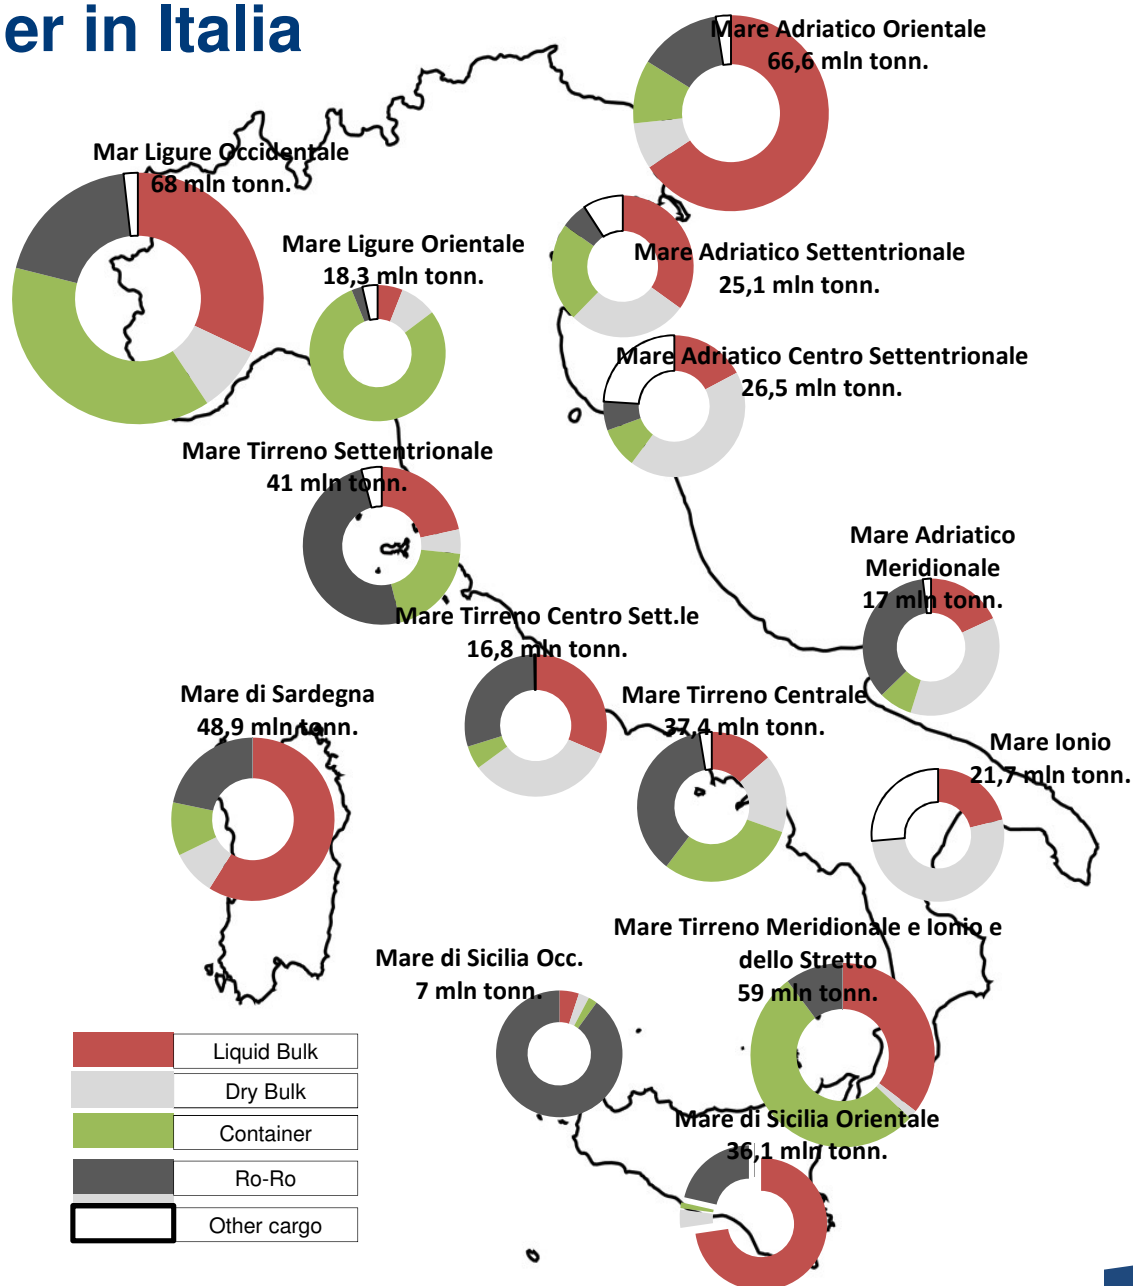 er in Italia
Mare Adriatico Orientale
66,6 mln tonn.
Mar Ligure Occidentale
68 mln tonn.
Mare Ligure Orientale
18,3 mln tonn.
Mare Adriatico Settentrionale
25,1 mln tonn.
Mare Adriatico Centro Settentrionale
26,5 mln tonn.
Mare Tirreno Settentrionale
41 mln tonn.
Mare Adriatico
Meridionale
17 mln tonn.
Mare Tirreno Centro Sett.le
16,8 mln tonn.
Mare di Sardegna
48,9 mln tonn.
Mare Tirreno Centrale
37,4 mln tonn.
Mare Ionio
21,7 mln tonn.
Mare Tirreno Meridionale e Ionio e
dello Stretto
59 mln tonn.
Mare di Sicilia Occ.
7 mln tonn.
Mare di Sicilia Orientale
36,1 mln tonn.
Liquid Bulk
Dry Bulk
Container
Ro-Ro
Other cargo